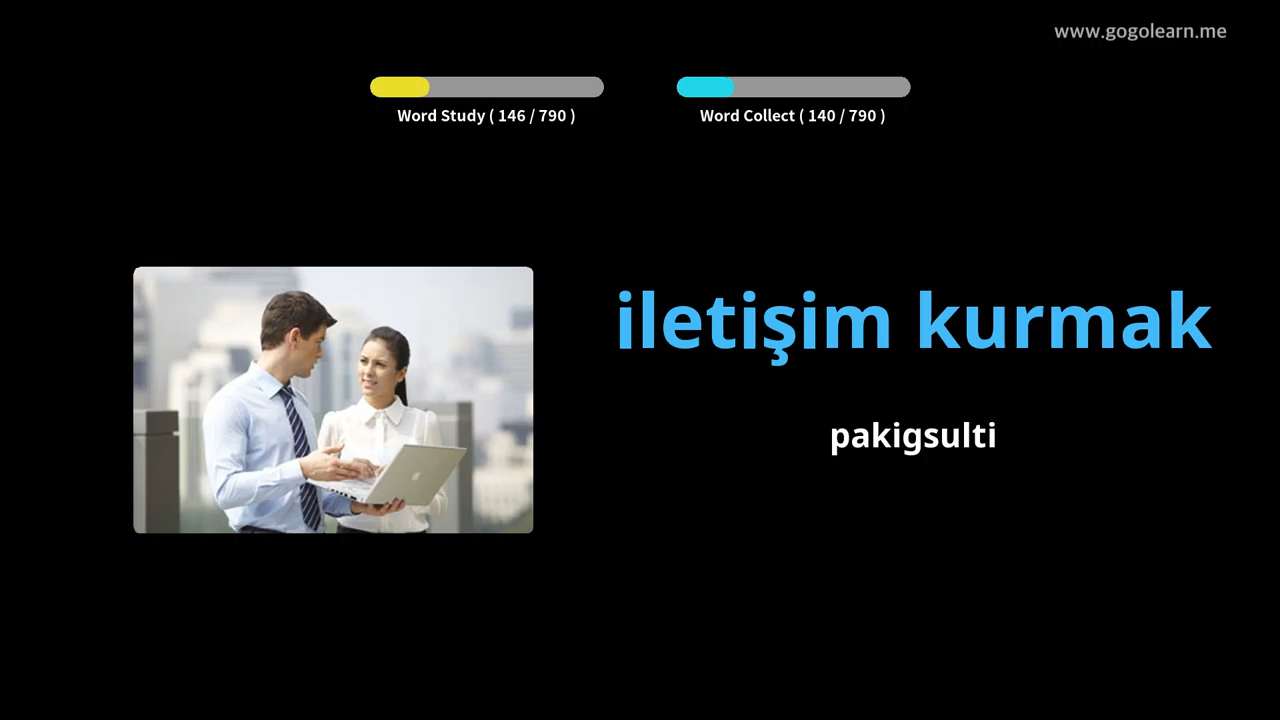 www.gogolearn.me
Word Study ( 146 / 790 )
Word Collect ( 140 / 790 )
iletişim kurmak
pakigsulti